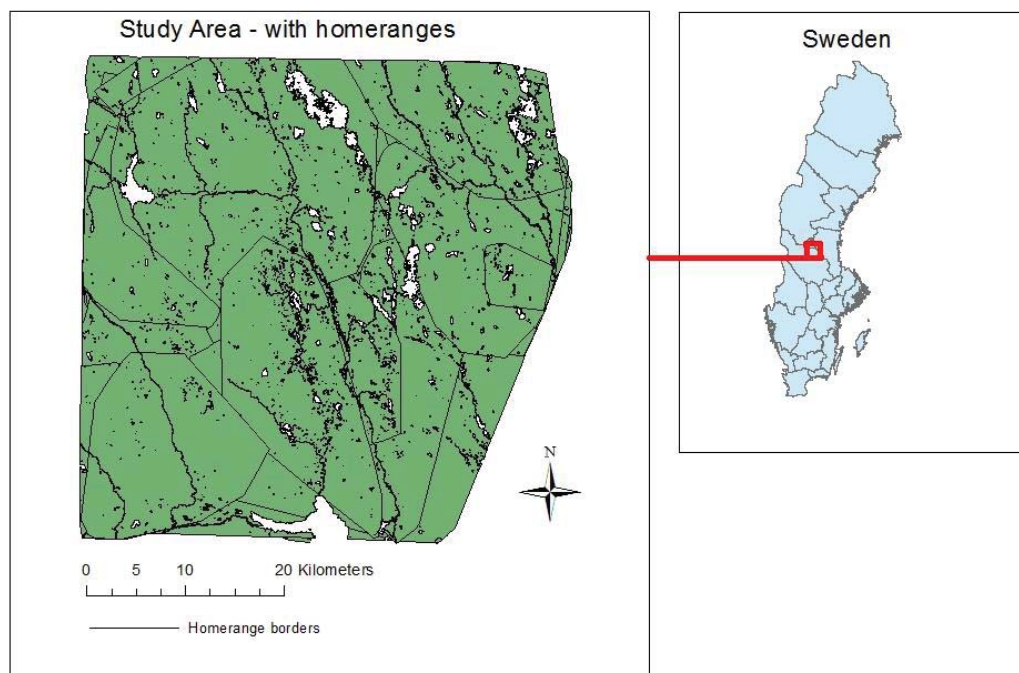 Study Area - with homeranges
Sweden
N
0 5 10 20 Kilometers
Homerange borders